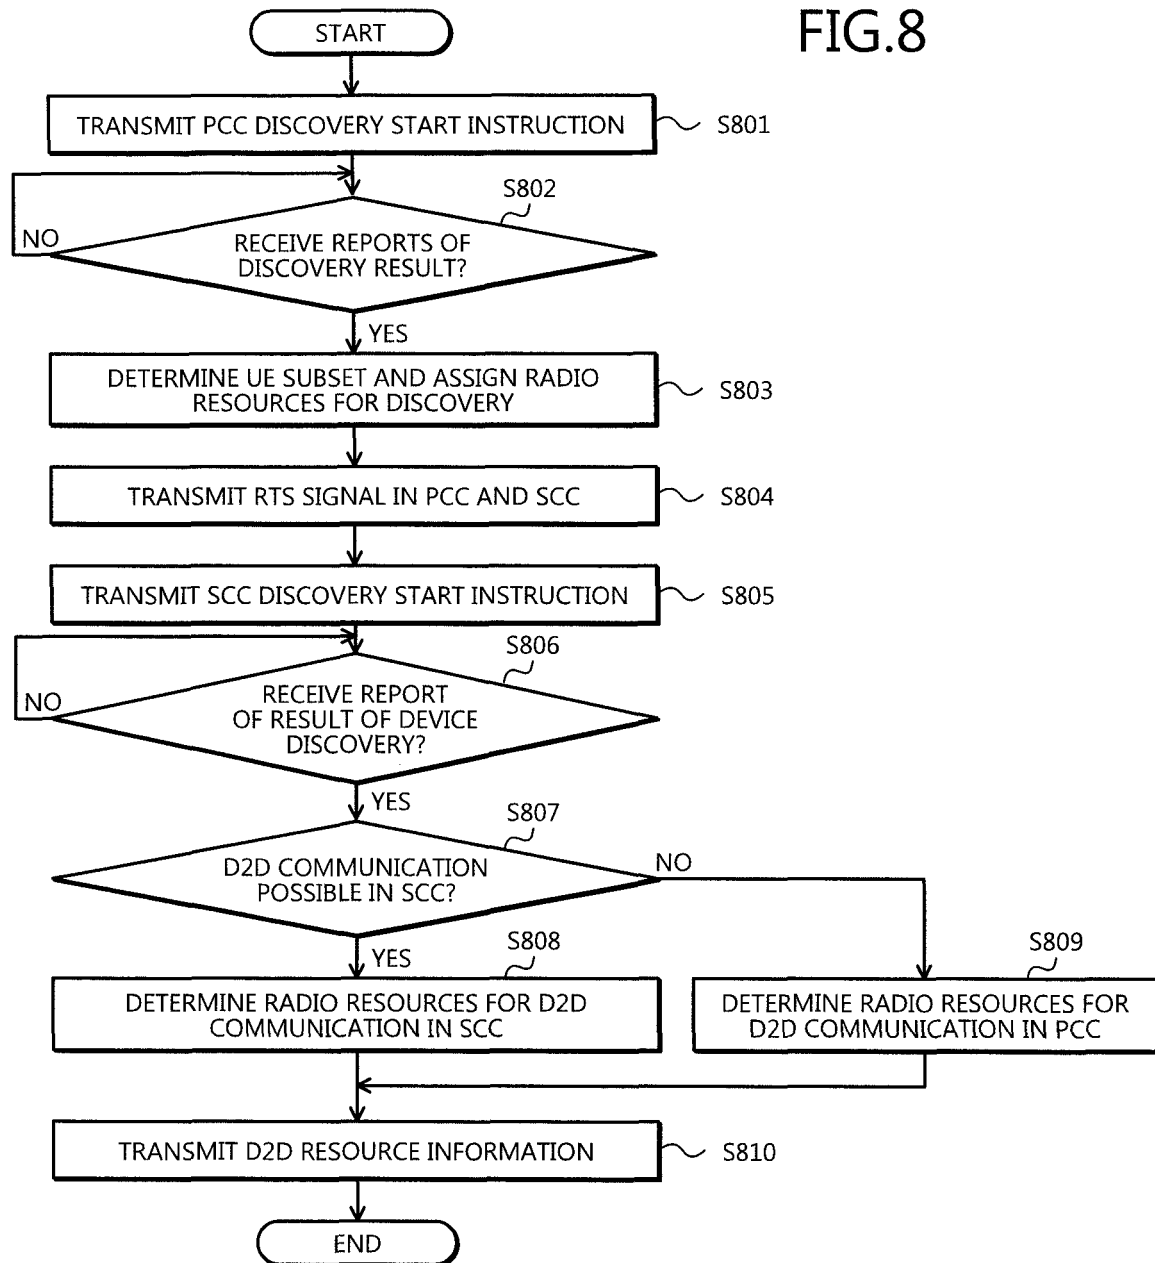 FIG.8
START
TRANSMIT PCC DISCOVERY START INSTRUCTION
S801
S802
NO
RECEIVE REPORTS OF
DISCOVERY RESULT?
YES
DETERMINE UE SUBSET AND ASSIGN RADIO
RESOURCES FOR DISCOVERY
S803
TRANSMIT RTS SIGNAL IN PCC AND SCC
S804
TRANSMIT SCC DISCOVERY START INSTRUCTION
S805
S806
NO
RECEIVE REPORT
OF RESULT OF DEVICE
DISCOVERY?
YES
S807
D2D COMMUNICATION
POSSIBLE IN SCC?
NO
YES
S808
DETERMINE RADIO RESOURCES FOR D2D
COMMUNICATION IN SCC
S809
DETERMINE RADIO RESOURCES FOR
D2D COMMUNICATION IN PCC
TRANSMIT D2D RESOURCE INFORMATION
S810
END